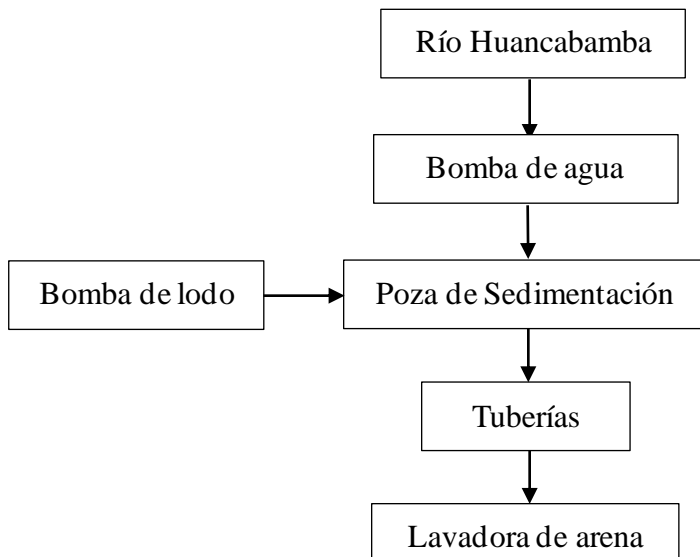 Río Huancabamba
Bomba de agua
Bomba de lodo
Poza de Sedimentación
Tuberías
Lavadora de arena